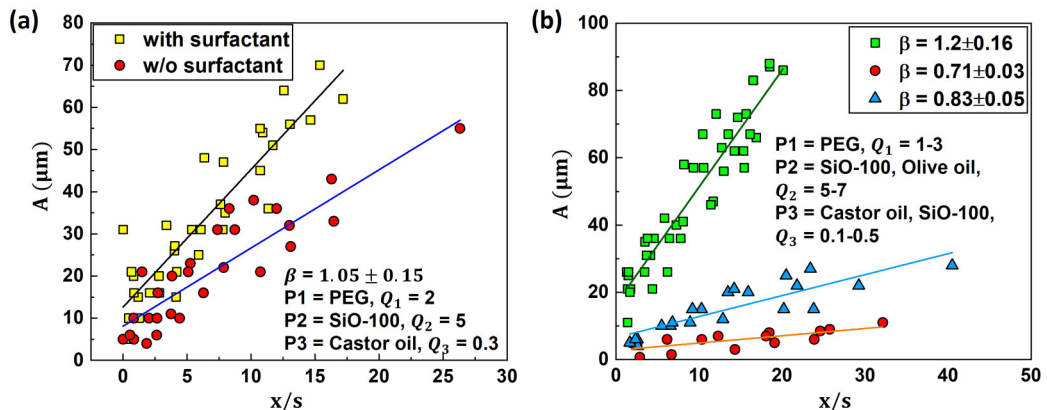 (a)
with surfactant
w/o surfactant
80
70
60
50
40
30
20
10
0
A (μm)
β = 1.05 ± 0.15
P1 = PEG, Q₁ = 2
P2 = SiO-100, Q₂ = 5
P3 = Castor oil, Q₃ = 0.3
0 5 10 15 20 25 30
x/s
(b)
β = 1.2±0.16
β = 0.71±0.03
β = 0.83±0.05
100
80
60
40
20
0
A (μm)
P1 = PEG, Q₁ = 1-3
P2 = SiO-100, Olive oil,
Q₂ = 5-7
P3 = Castor oil, SiO-100,
Q₃ = 0.1-0.5
0 10 20 30 40 50
x/s